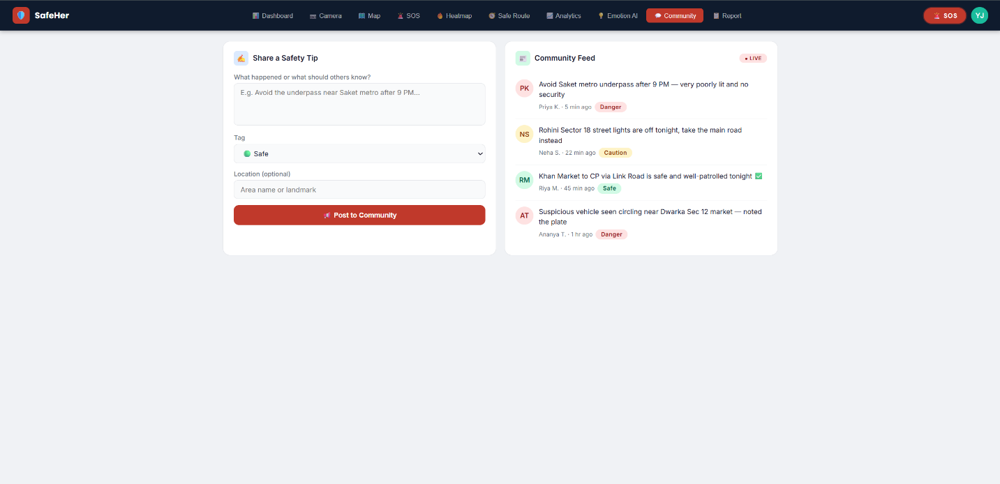 SafeHer
Dashboard
Camera
Map
SOS
Heatmap
Safe Route
Analytics
Emotion AI
Community
Report
SOS
YJ
Share a Safety Tip
What happened or what should others know?
E.g. Avoid the underpass near Saket metro after 9 PM...
Tag
Safe
Location (optional)
Area name or landmark
Post to Community
Community Feed
• LIVE
PK
Avoid Saket metro underpass after 9 PM — very poorly lit and no
security
Priya K. · 5 min ago Danger
NS
Rohini Sector 18 street lights are off tonight, take the main road
instead
Neha S. · 22 min ago Caution
RM
Khan Market to CP via Link Road is safe and well-patrolled tonight ✅
Riya M. · 45 min ago Safe
AT
Suspicious vehicle seen circling near Dwarka Sec 12 market — noted
the plate
Ananya T. · 1 hr ago Danger